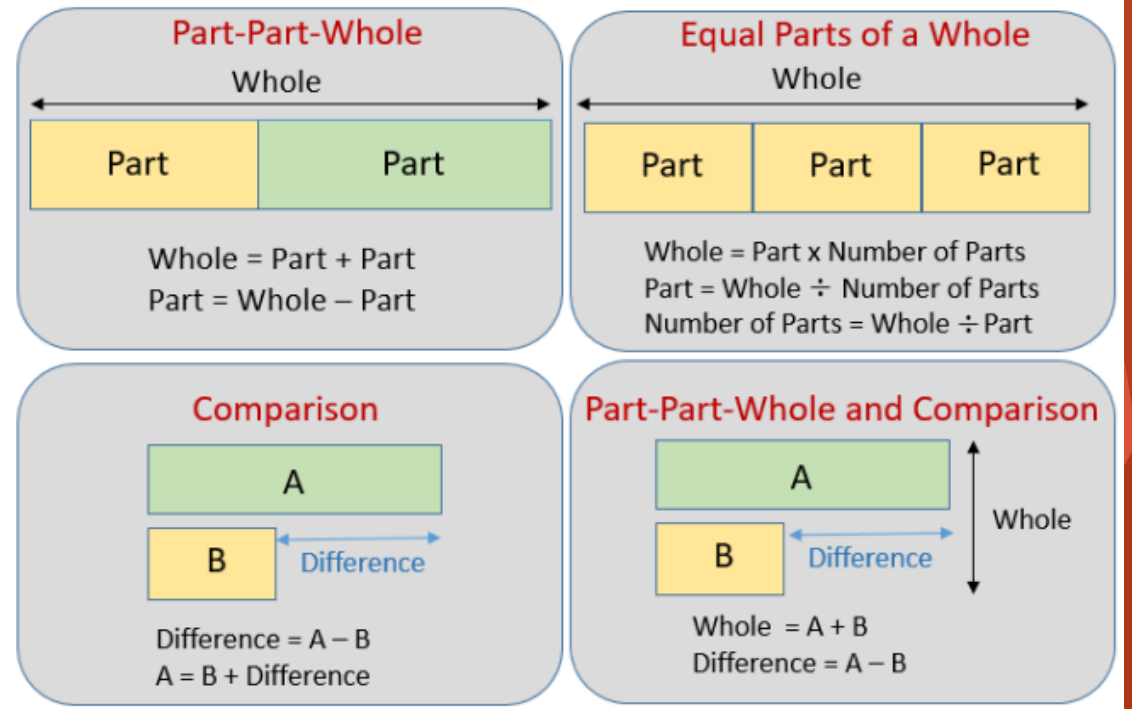 Part-Part-Whole
Whole
Part Part
Whole = Part + Part
Part = Whole – Part
Equal Parts of a Whole
Whole
Part Part Part
Whole = Part x Number of Parts
Part = Whole ÷ Number of Parts
Number of Parts = Whole ÷ Part
Comparison
A
B
Difference
Difference = A – B
A = B + Difference
Part-Part-Whole and Comparison
A
Whole
B
Difference
Whole = A + B
Difference = A – B